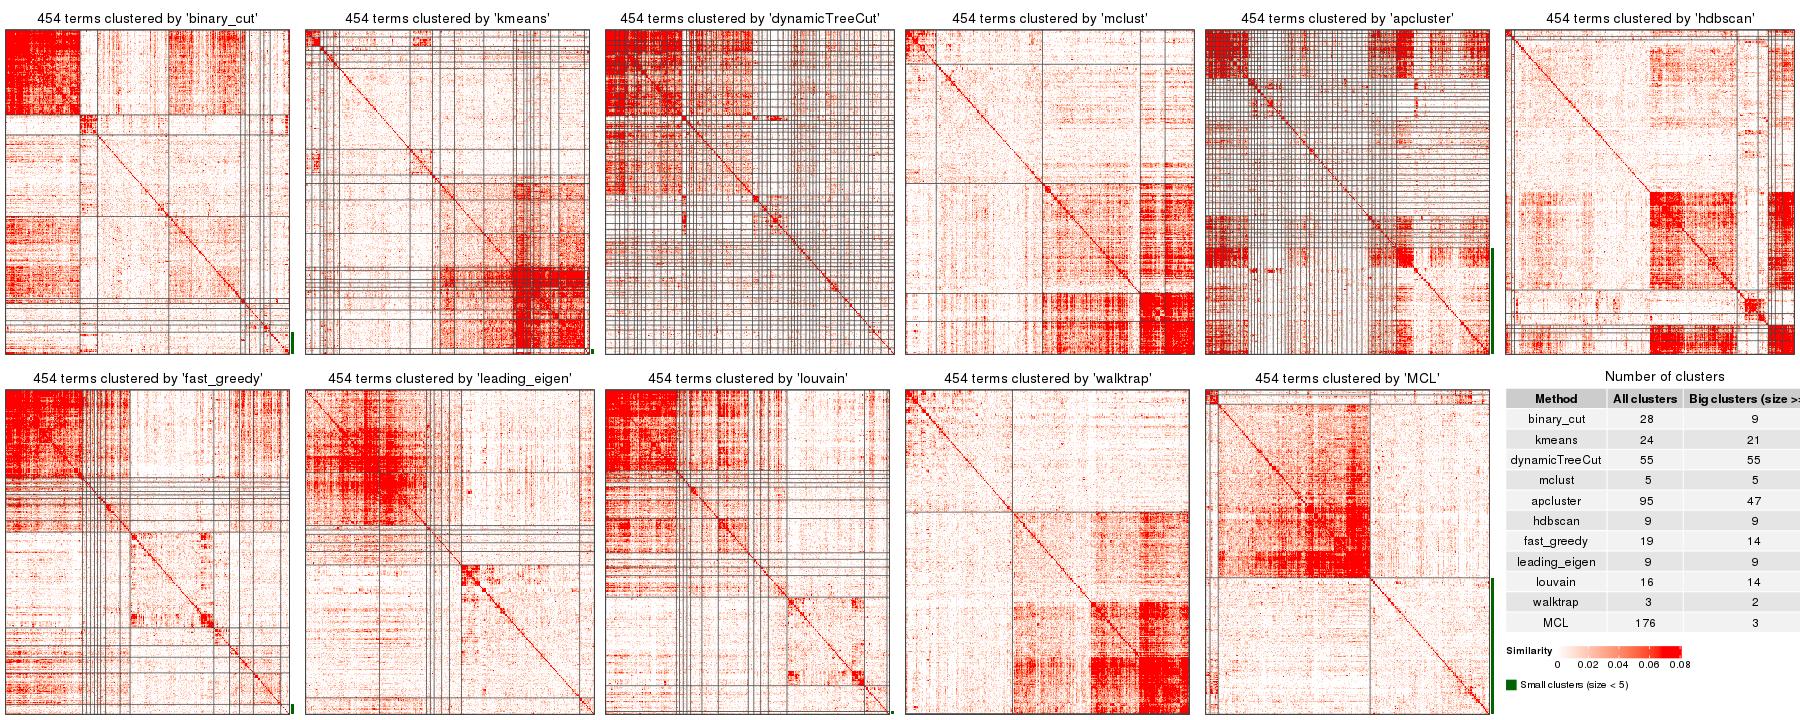 454 terms clustered by 'binary_cut'
454 terms clustered by 'kmeans'
454 terms clustered by 'dynamicTreeCut'
454 terms clustered by 'mclust'
454 terms clustered by 'apcluster'
454 terms clustered by 'hdbscan'
454 terms clustered by 'fast_greedy'
454 terms clustered by 'leading_eigen'
454 terms clustered by 'louvain'
454 terms clustered by 'walktrap'
454 terms clustered by 'MCL'
Number of clusters
Method All clusters Big clusters (size >
binary_cut 28 9
kmeans 24 21
dynamicTreeCut 55 55
mclust 5 5
apcluster 95 47
hdbscan 9 9
fast_greedy 19 14
leading_eigen 9 9
louvain 16 14
walktrap 3 2
MCL 176 3
Similarity
0 0.02 0.04 0.06 0.08
Small clusters (size < 5)